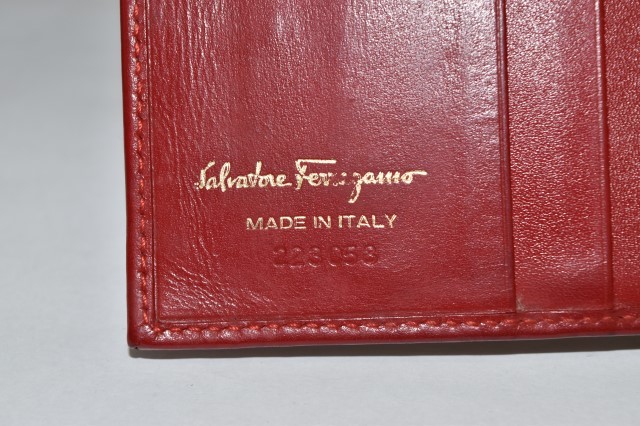 Salvatore Ferragamo
MADE IN ITALY
223053